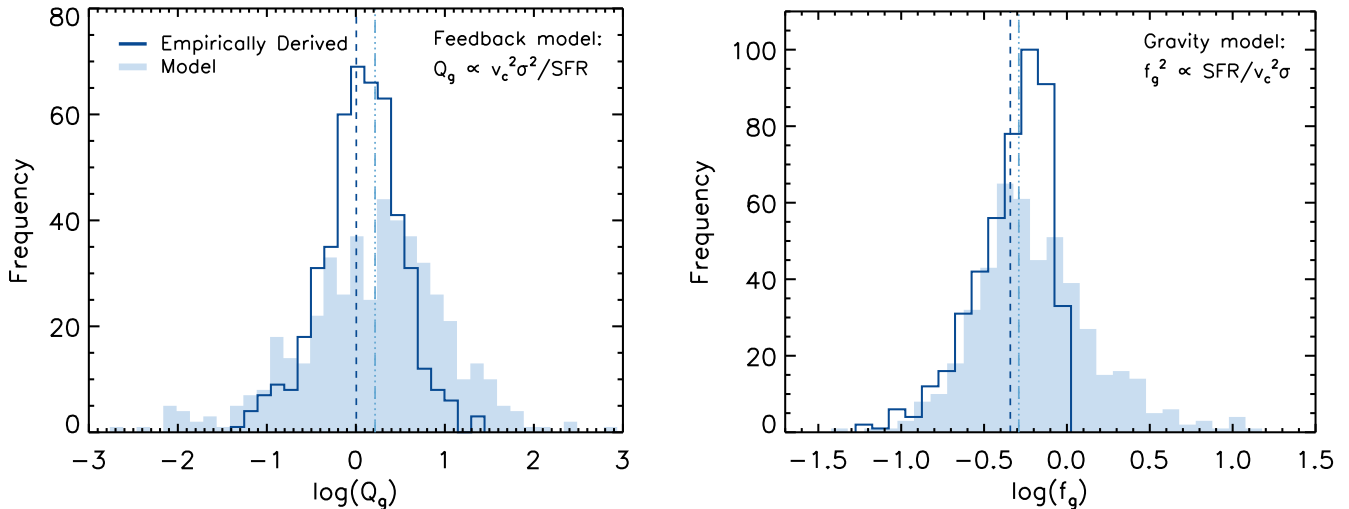 80
60
40
20
0
Frequency
Empirically Derived
Model
Feedback model:
Q_g ∝ v_c²σ²/SFR
−3 −2 −1 0 1 2 3
log(Q_g)
100
80
60
40
20
0
Frequency
Gravity model:
f_g² ∝ SFR/v_c²σ
−1.5 −1.0 −0.5 0.0 0.5 1.0 1.5
log(f_g)